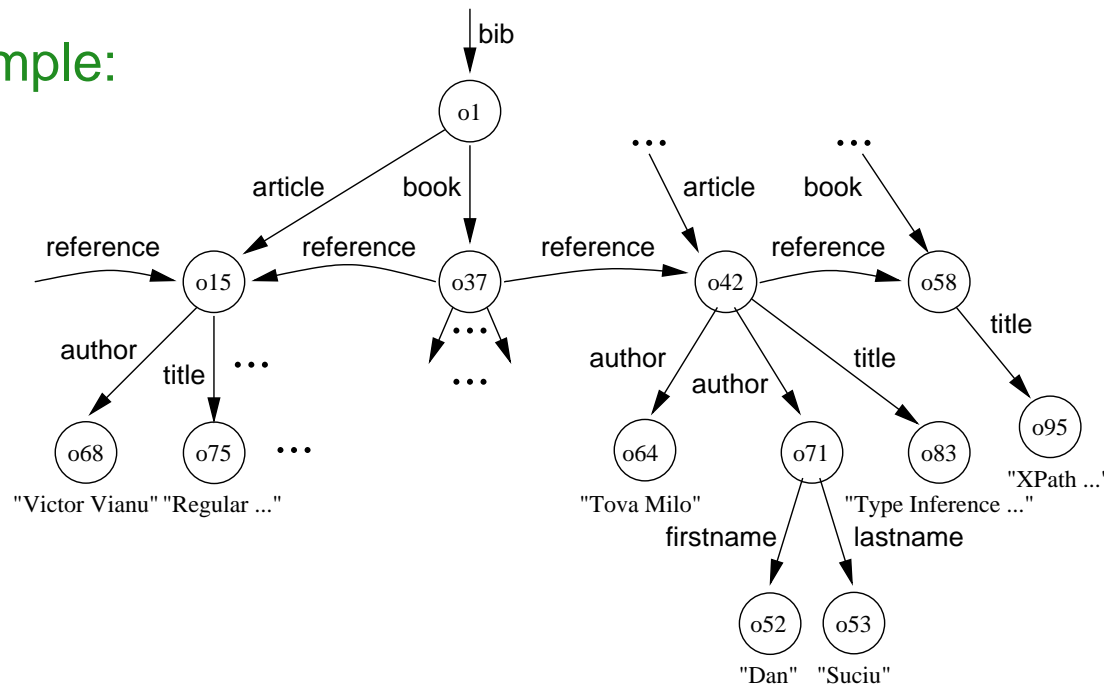 bib
mple:
o1
... ...
article book article book
reference reference reference reference
o15 o37 o42 o58
author title ... ... author author title title
...
o68 o75 ... o64 o71 o83 o95
"Victor Vianu" "Regular ..." "Tova Milo" "Type Inference ..." "XPath ..."
firstname lastname
o52 o53
"Dan" "Suciu"